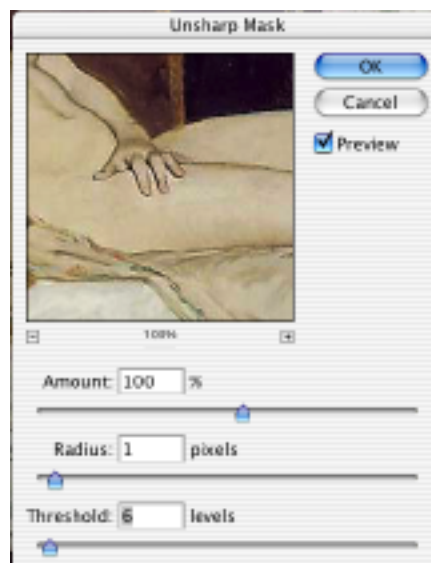 Unsharp Mask
OK
Cancel
Preview
100%
Amount: 100 %
Radius: 1 pixels
Threshold: 6 levels